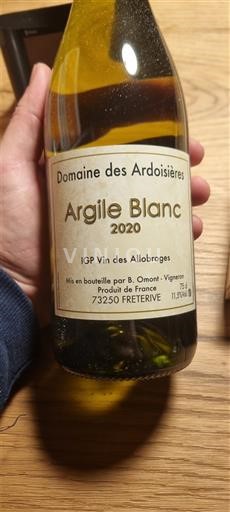 Domaine des Ardoisières
Argile Blanc
2020
VINIOU
IGP Vin des Allobroges
Mis en bouteille par B. Omont - Vigneron
Produit de France
75 cl
73250 FRETERIVE
11,5%Vol